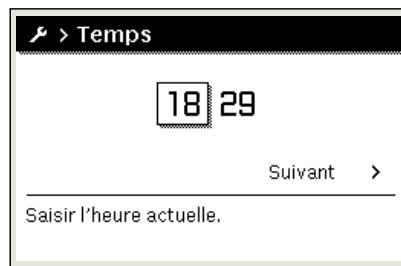 > Temps
18 29
Suivant >
Saisir l'heure actuelle.